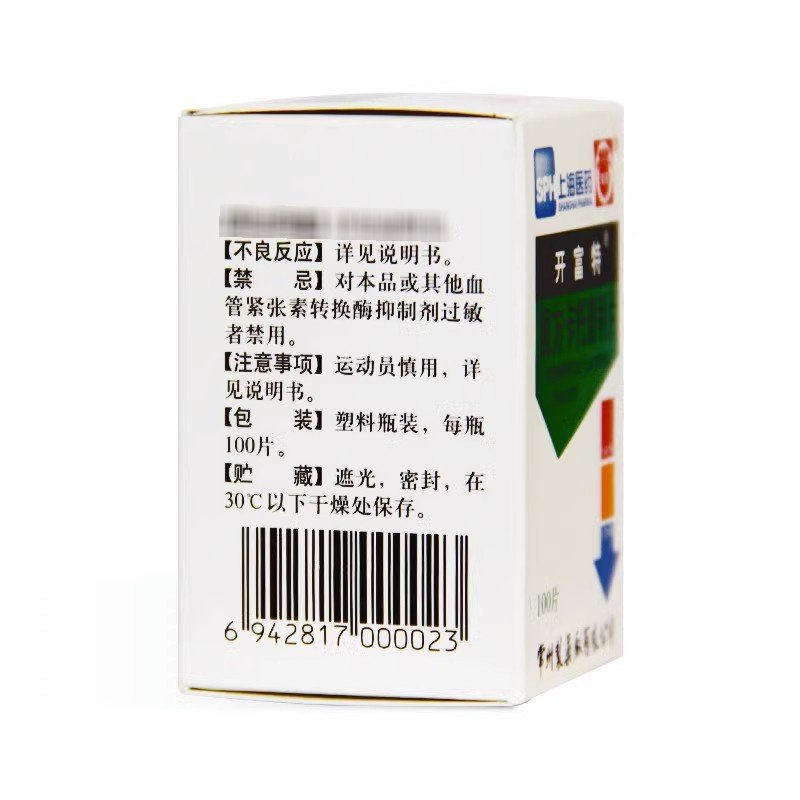 【不良反应】详见说明书。
【禁 忌】对本品或其他血
管紧张素转换酶抑制剂过敏
者禁用。
【注意事项】运动员慎用，详
见说明书。
【包 装】塑料瓶装，每瓶
100片。
【贮 藏】遮光，密封，在
30℃以下干燥处保存。
6 942817 000023
SPH 上海医药
SHANGHAI PHARMA
开富特®
100片